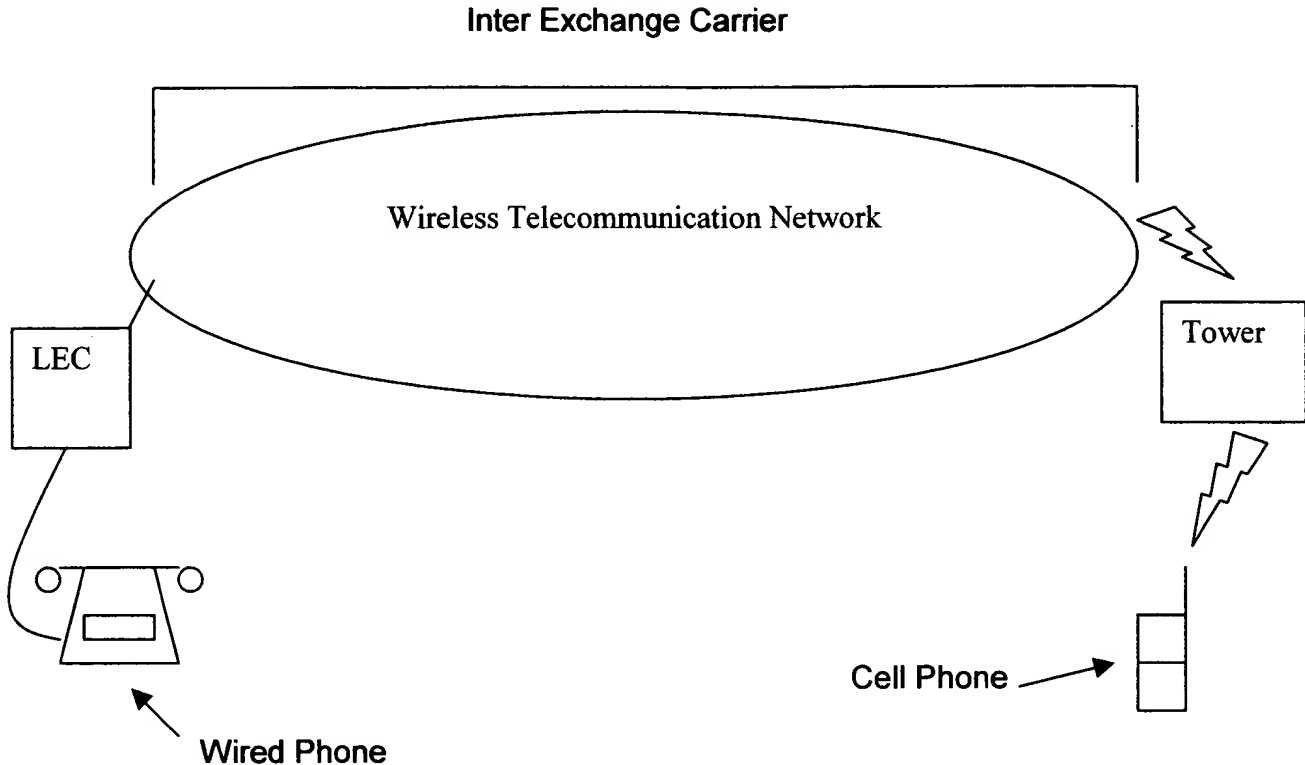 Inter Exchange Carrier
Wireless Telecommunication Network
LEC
Tower
Cell Phone
Wired Phone